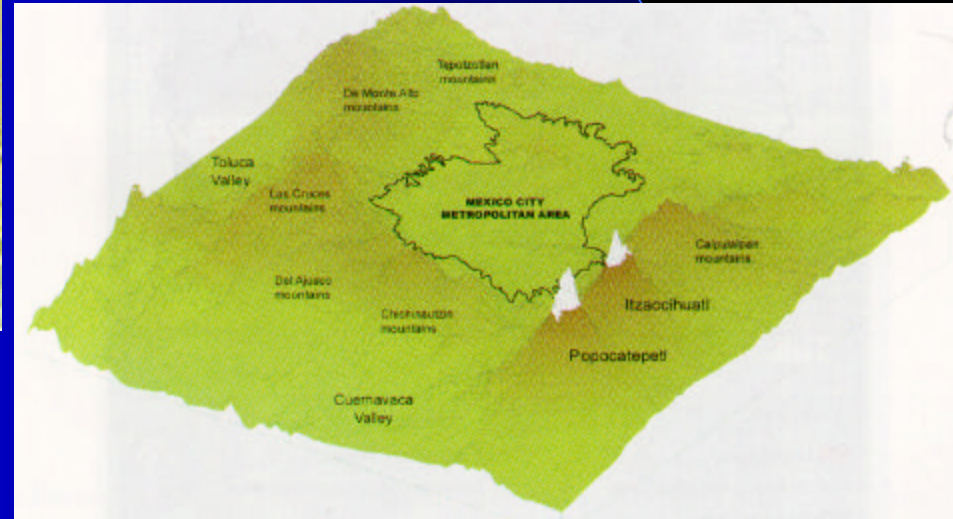 Tepotzotlan
mountains
De Monte Alto
mountains
Toluca
Valley
Las Cruces
mountains
MEXICO CITY
METROPOLITAN AREA
Calpulalpan
mountains
Del Ajusco
mountains
Itzaccihuatl
Chichinautzin
mountains
Popocatepetl
Cuernavaca
Valley